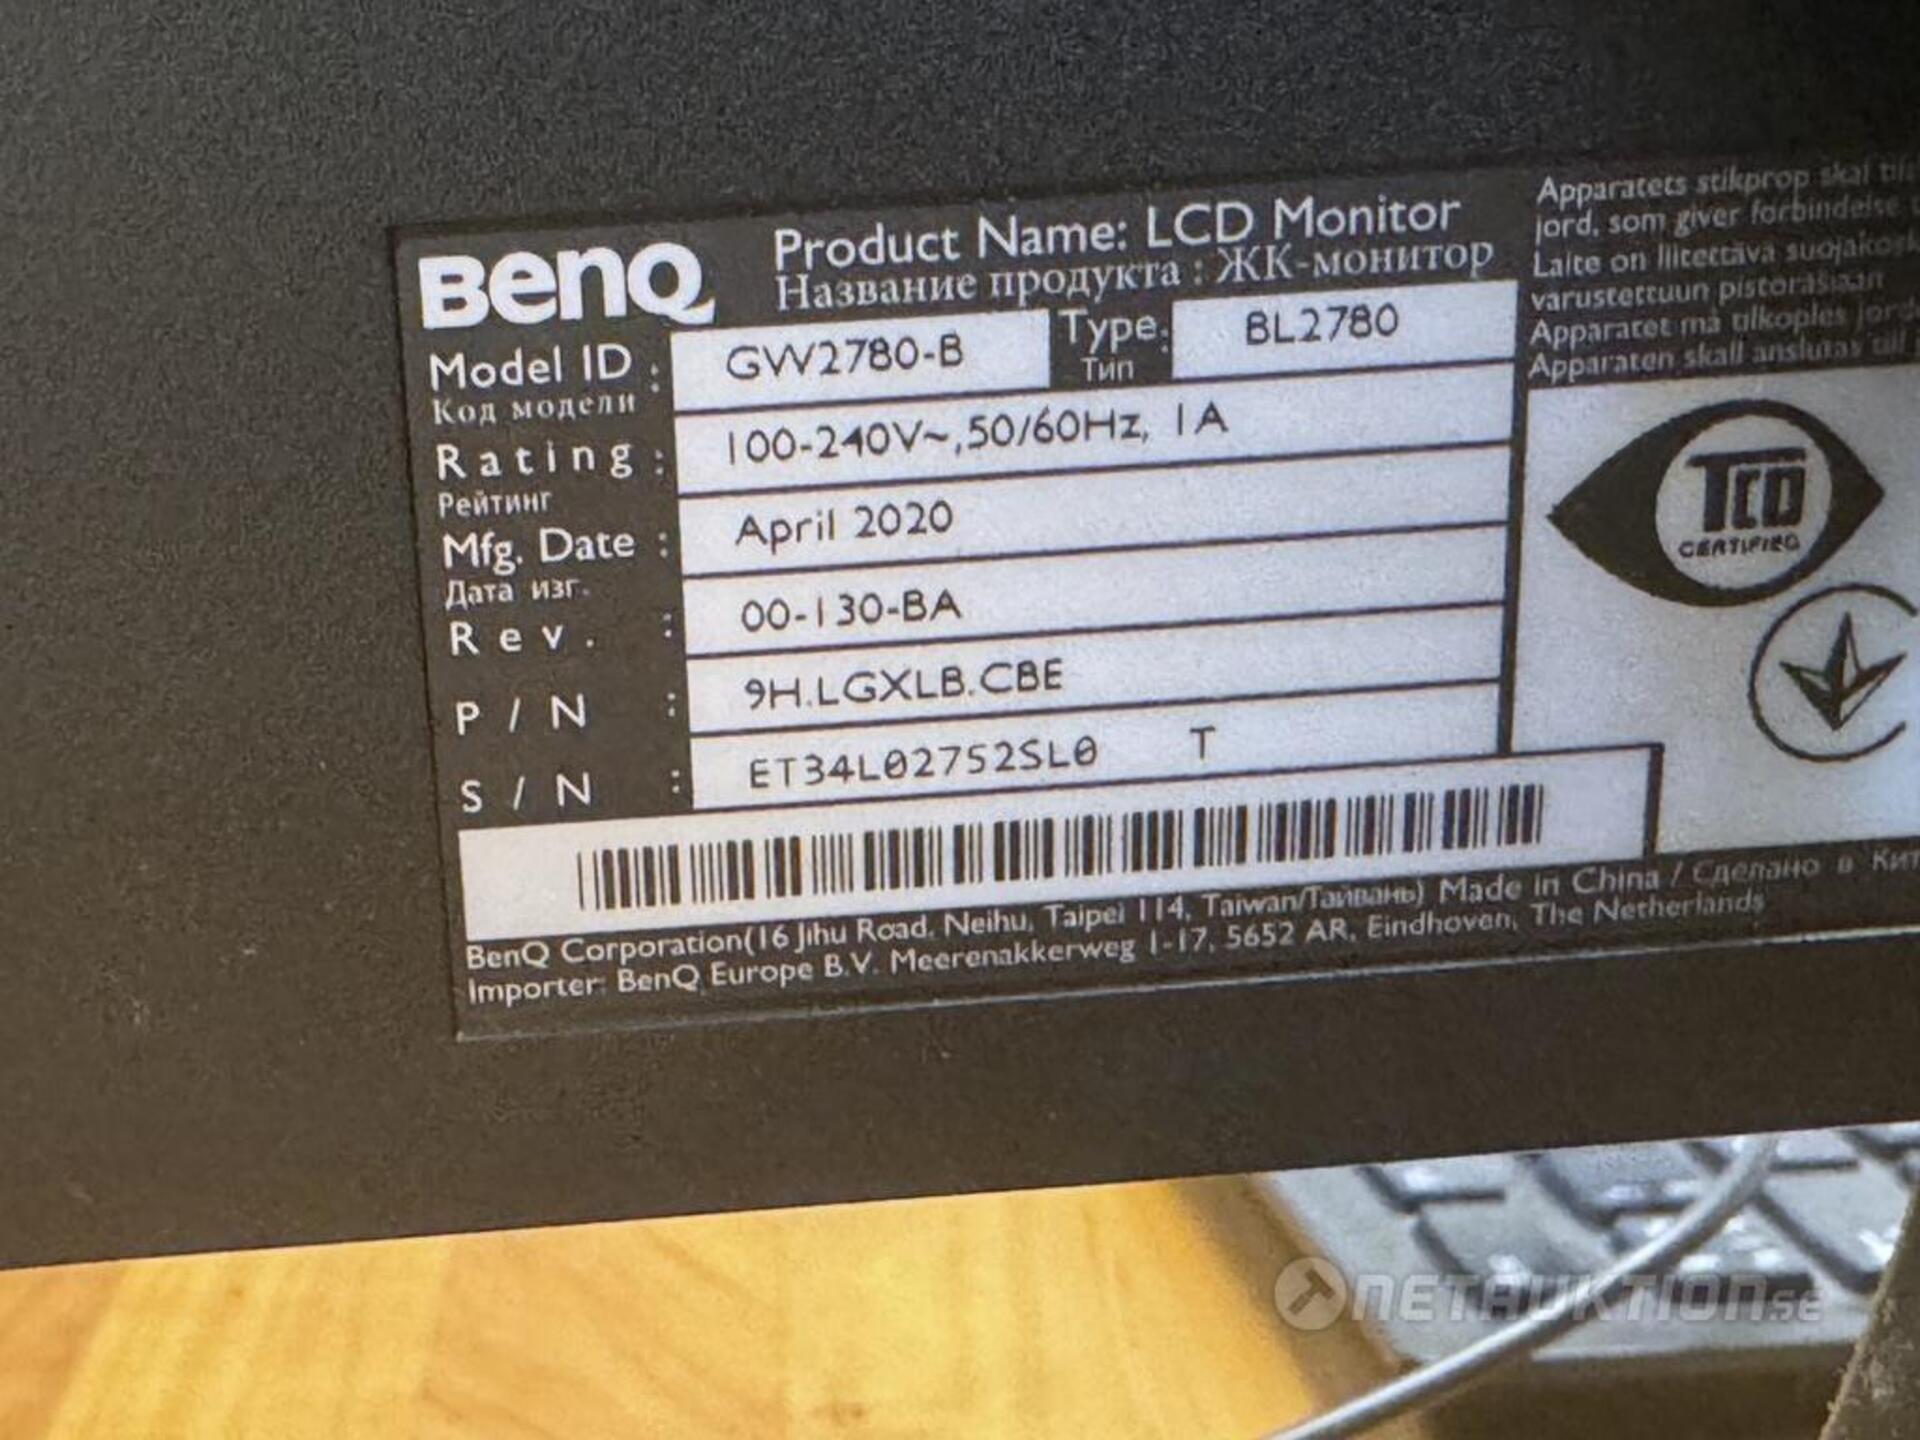 BenQ
Product Name: LCD Monitor
Название продукта : ЖК-монитор
Model ID : GW2780-B Type: BL2780
Код модели Тип
Rating : 100-240V~,50/60Hz, 1A
Рейтинг
Mfg. Date : April 2020
Дата изг.
Rev. : 00-130-BA
P/N : 9H.LGXLB.CBE
S/N : ET34L02752SL0 T
BenQ Corporation(16 Jihu Road, Neihu, Taipei 114, Taiwan/Тайвань) Made in China / Сделано в
Importer: BenQ Europe B.V. Meerenakkerweg 1-17, 5652 AR, Eindhoven, The Netherlands
Apparatets stikprop skal
jord, som giver forbindelse
Laite on liitettävä
varustettuun pistorasiaan
Apparatet må tilkoples
Apparaten skall anslutas till
TCO
CERTIFIED
NETAUKTION.SE